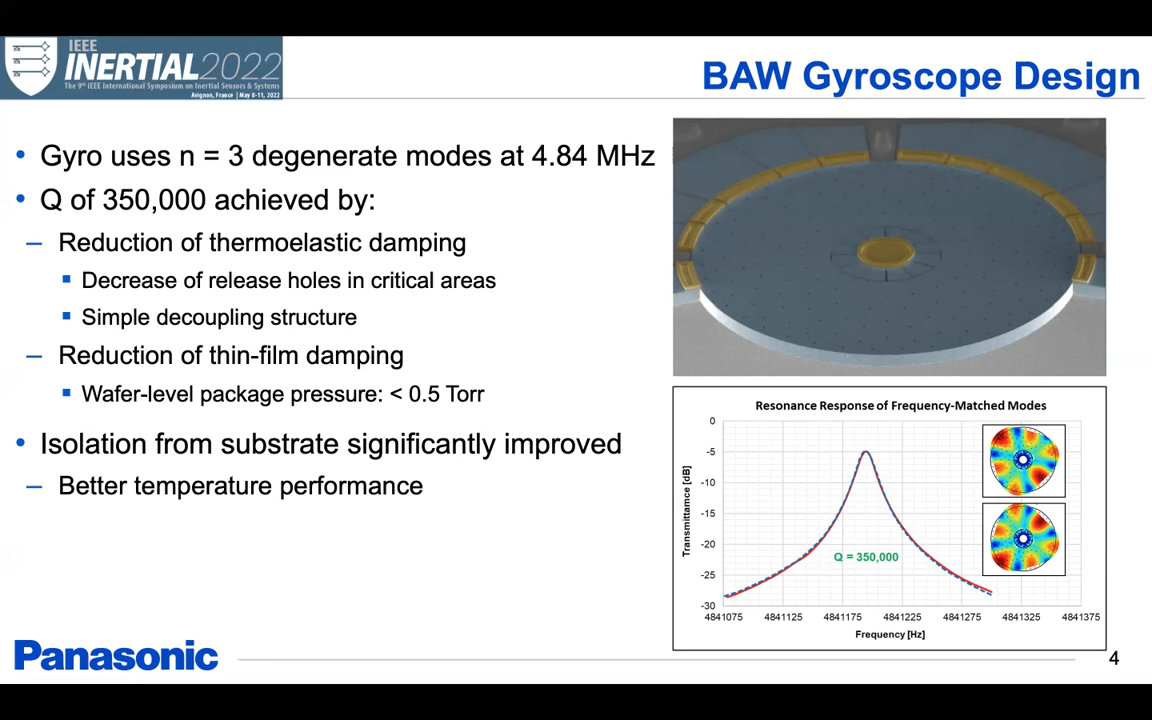 IEEE
INERTIAL2022
The 9th IEEE International Symposium on Inertial Sensors & Systems
Avignon, France | May 8-11, 2022
BAW Gyroscope Design
• Gyro uses n = 3 degenerate modes at 4.84 MHz
• Q of 350,000 achieved by:
– Reduction of thermoelastic damping
▪ Decrease of release holes in critical areas
▪ Simple decoupling structure
– Reduction of thin-film damping
▪ Wafer-level package pressure: < 0.5 Torr
• Isolation from substrate significantly improved
– Better temperature performance
Resonance Response of Frequency-Matched Modes
Transmittamce [dB]
0
-5
-10
-15
-20
-25
-30
Q = 350,000
4841075 4841125 4841175 4841225 4841275 4841325 4841375
Frequency [Hz]
Panasonic
4